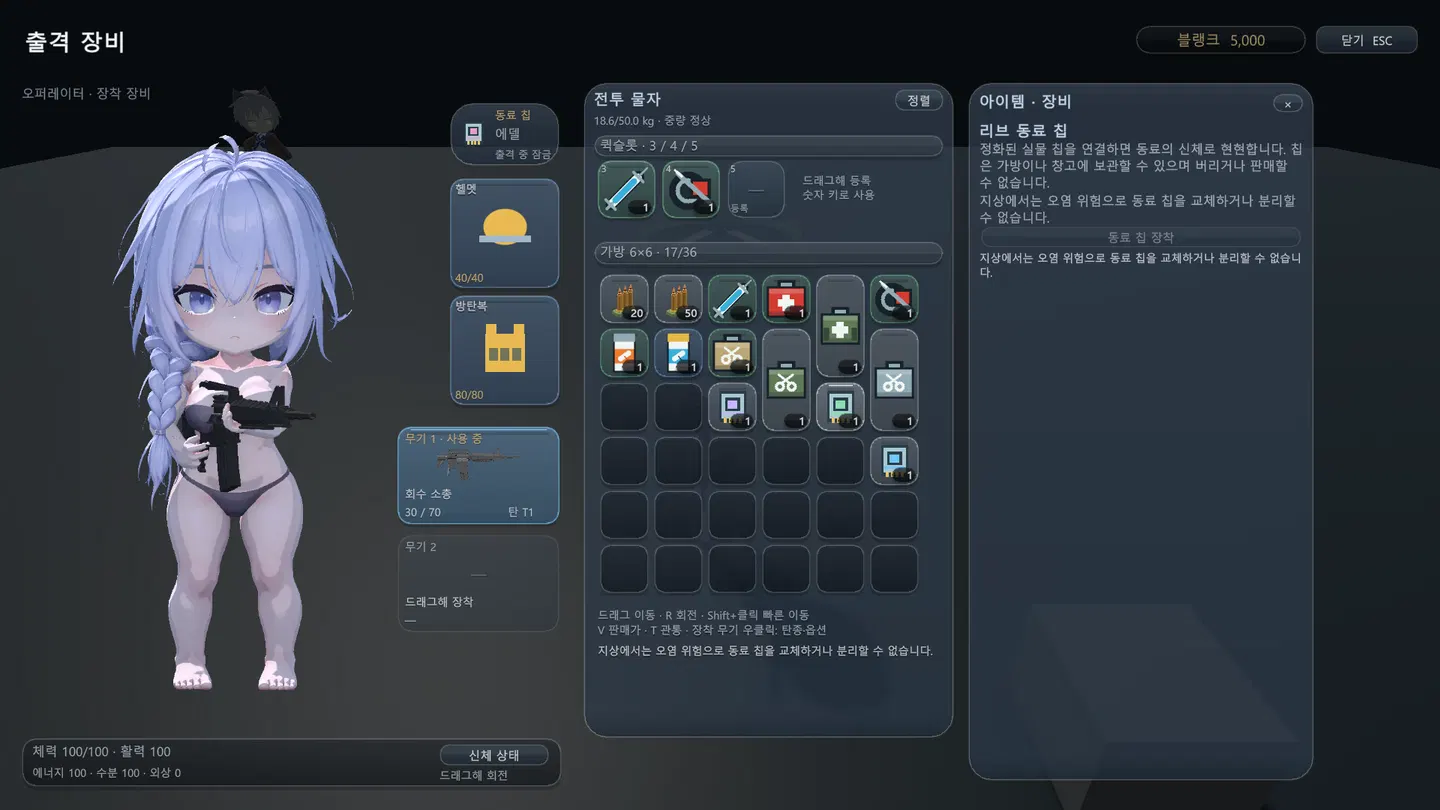 출격 장비
블랭크 5,000
닫기 ESC
오퍼레이터 · 장착 장비
동료 칩
에델
출격 중 잠금
헬멧
40/40
방탄복
80/80
무기 1 · 사용 중
회수 소총
30 / 70 탄 T1
무기 2
—
드래그해 장착
—
체력 100/100 · 활력 100
에너지 100 · 수분 100 · 외상 0
신체 상태
드래그해 회전
전투 물자
정렬
18.6/50.0 kg · 중량 정상
퀵슬롯 · 3 / 4 / 5
3 1
4 1
5 — 등록
드래그해 등록
숫자 키로 사용
가방 6×6 · 17/36
20 50 1 1 1
1 1 1 1
1 1 1 1 1
1
드래그 이동 · R 회전 · Shift+클릭 빠른 이동
V 판매가 · T 관통 · 장착 무기 우클릭: 탄종·옵션
지상에서는 오염 위험으로 동료 칩을 교체하거나 분리할 수 없습니다.
아이템 · 장비
×
리브 동료 칩
정화된 실물 칩을 연결하면 동료의 신체로 현현합니다. 칩
은 가방이나 창고에 보관할 수 있으며 버리거나 판매할
수 없습니다.
지상에서는 오염 위험으로 동료 칩을 교체하거나 분리할
수 없습니다.
동료 칩 장착
지상에서는 오염 위험으로 동료 칩을 교체하거나 분리할 수 없습니
다.